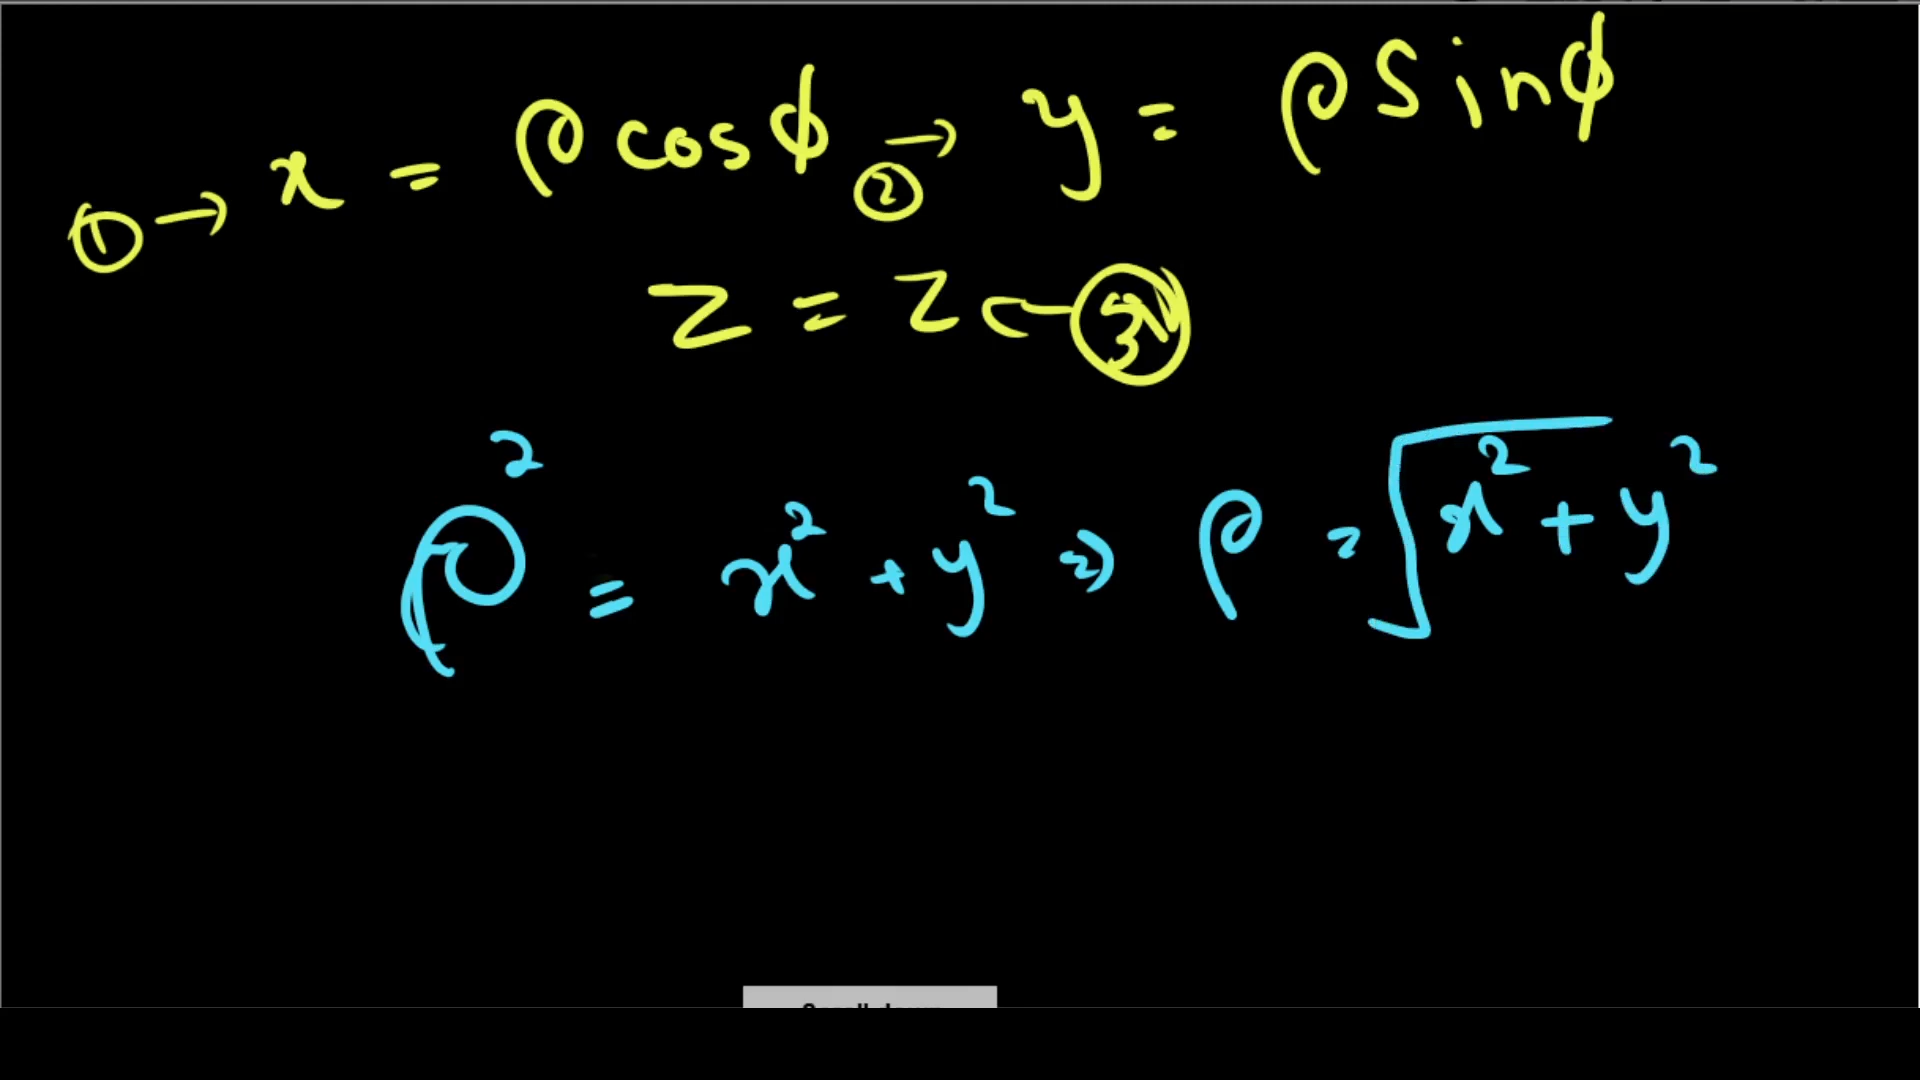 ① → x = ρ cos ϕ ② → y = ρ sin ϕ
z = z ← ③
ρ² = x² + y² ⇒ ρ = √x² + y²